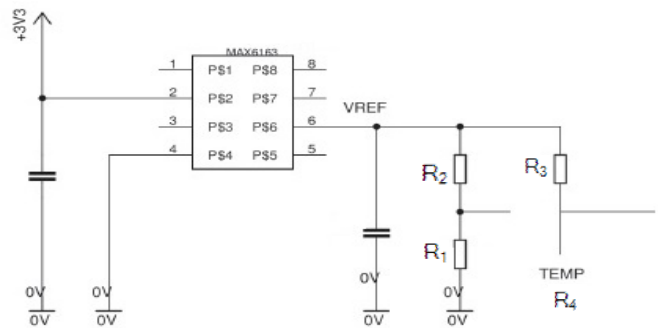 +3V3
MAX6163
1 P$1 P$8 8
2 P$2 P$7 7
3 P$3 P$6 6
4 P$4 P$5 5
VREF
R2
R3
R1
TEMP
R4
0V 0V 0V 0V
0V 0V 0V 0V